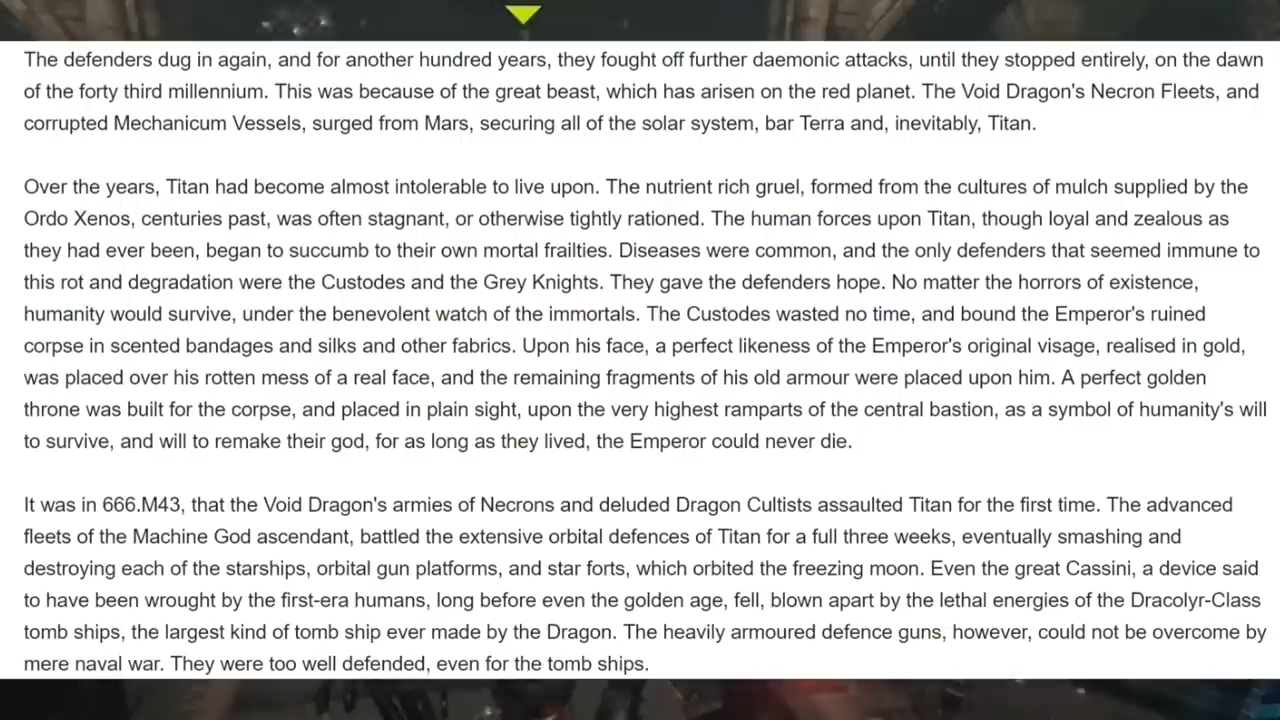 The defenders dug in again, and for another hundred years, they fought off further daemonic attacks, until they stopped entirely, on the dawn
of the forty third millennium. This was because of the great beast, which has arisen on the red planet. The Void Dragon's Necron Fleets, and
corrupted Mechanicum Vessels, surged from Mars, securing all of the solar system, bar Terra and, inevitably, Titan.
Over the years, Titan had become almost intolerable to live upon. The nutrient rich gruel, formed from the cultures of mulch supplied by the
Ordo Xenos, centuries past, was often stagnant, or otherwise tightly rationed. The human forces upon Titan, though loyal and zealous as
they had ever been, began to succumb to their own mortal frailties. Diseases were common, and the only defenders that seemed immune to
this rot and degradation were the Custodes and the Grey Knights. They gave the defenders hope. No matter the horrors of existence,
humanity would survive, under the benevolent watch of the immortals. The Custodes wasted no time, and bound the Emperor's ruined
corpse in scented bandages and silks and other fabrics. Upon his face, a perfect likeness of the Emperor's original visage, realised in gold,
was placed over his rotten mess of a real face, and the remaining fragments of his old armour were placed upon him. A perfect golden
throne was built for the corpse, and placed in plain sight, upon the very highest ramparts of the central bastion, as a symbol of humanity's will
to survive, and will to remake their god, for as long as they lived, the Emperor could never die.
It was in 666.M43, that the Void Dragon's armies of Necrons and deluded Dragon Cultists assaulted Titan for the first time. The advanced
fleets of the Machine God ascendant, battled the extensive orbital defences of Titan for a full three weeks, eventually smashing and
destroying each of the starships, orbital gun platforms, and star forts, which orbited the freezing moon. Even the great Cassini, a device said
to have been wrought by the first-era humans, long before even the golden age, fell, blown apart by the lethal energies of the Dracolyr-Class
tomb ships, the largest kind of tomb ship ever made by the Dragon. The heavily armoured defence guns, however, could not be overcome by
mere naval war. They were too well defended, even for the tomb ships.